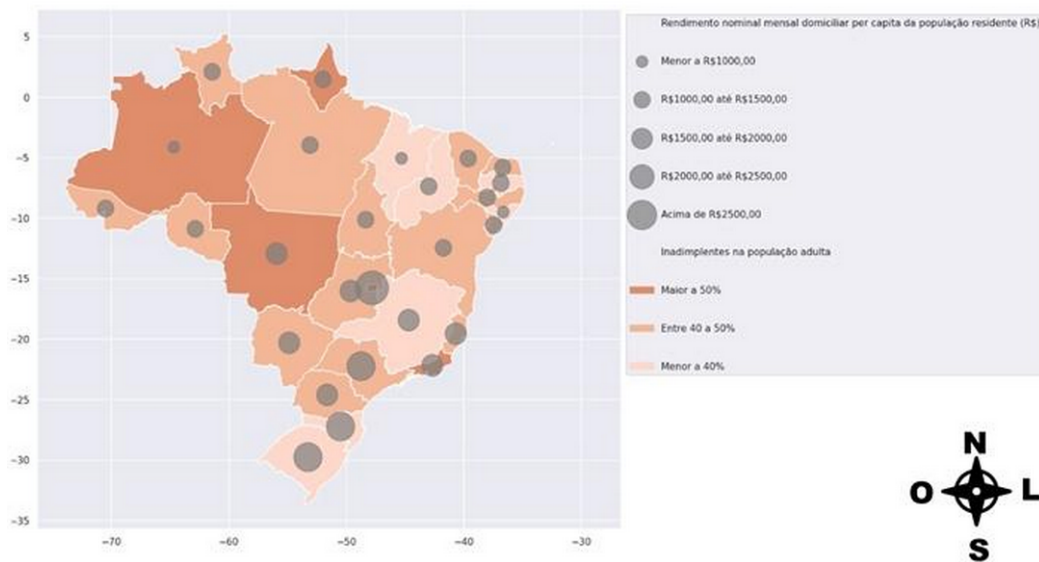 Rendimento nominal mensal domiciliar per capita da população residente (R$)
Menor a R$1000,00
R$1000,00 até R$1500,00
R$1500,00 até R$2000,00
R$2000,00 até R$2500,00
Acima de R$2500,00
Inadimplentes na população adulta
Maior a 50%
Entre 40 a 50%
Menor a 40%
5
0
−5
−10
−15
−20
−25
−30
−35
−70
−60
−50
−40
−30
N
O
L
S